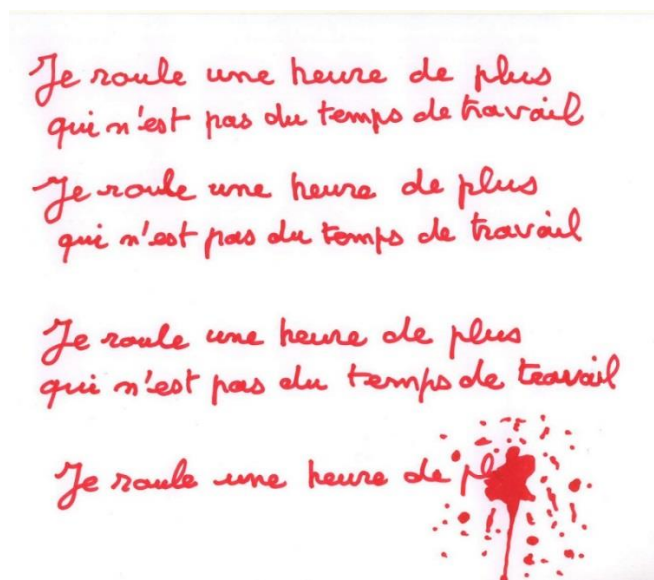 Je roule une heure de plus
qui n'est pas du temps de travail
Je roule une heure de plus
qui n'est pas du temps de travail
Je roule une heure de plus
qui n'est pas du temps de travail
Je roule une heure de pl